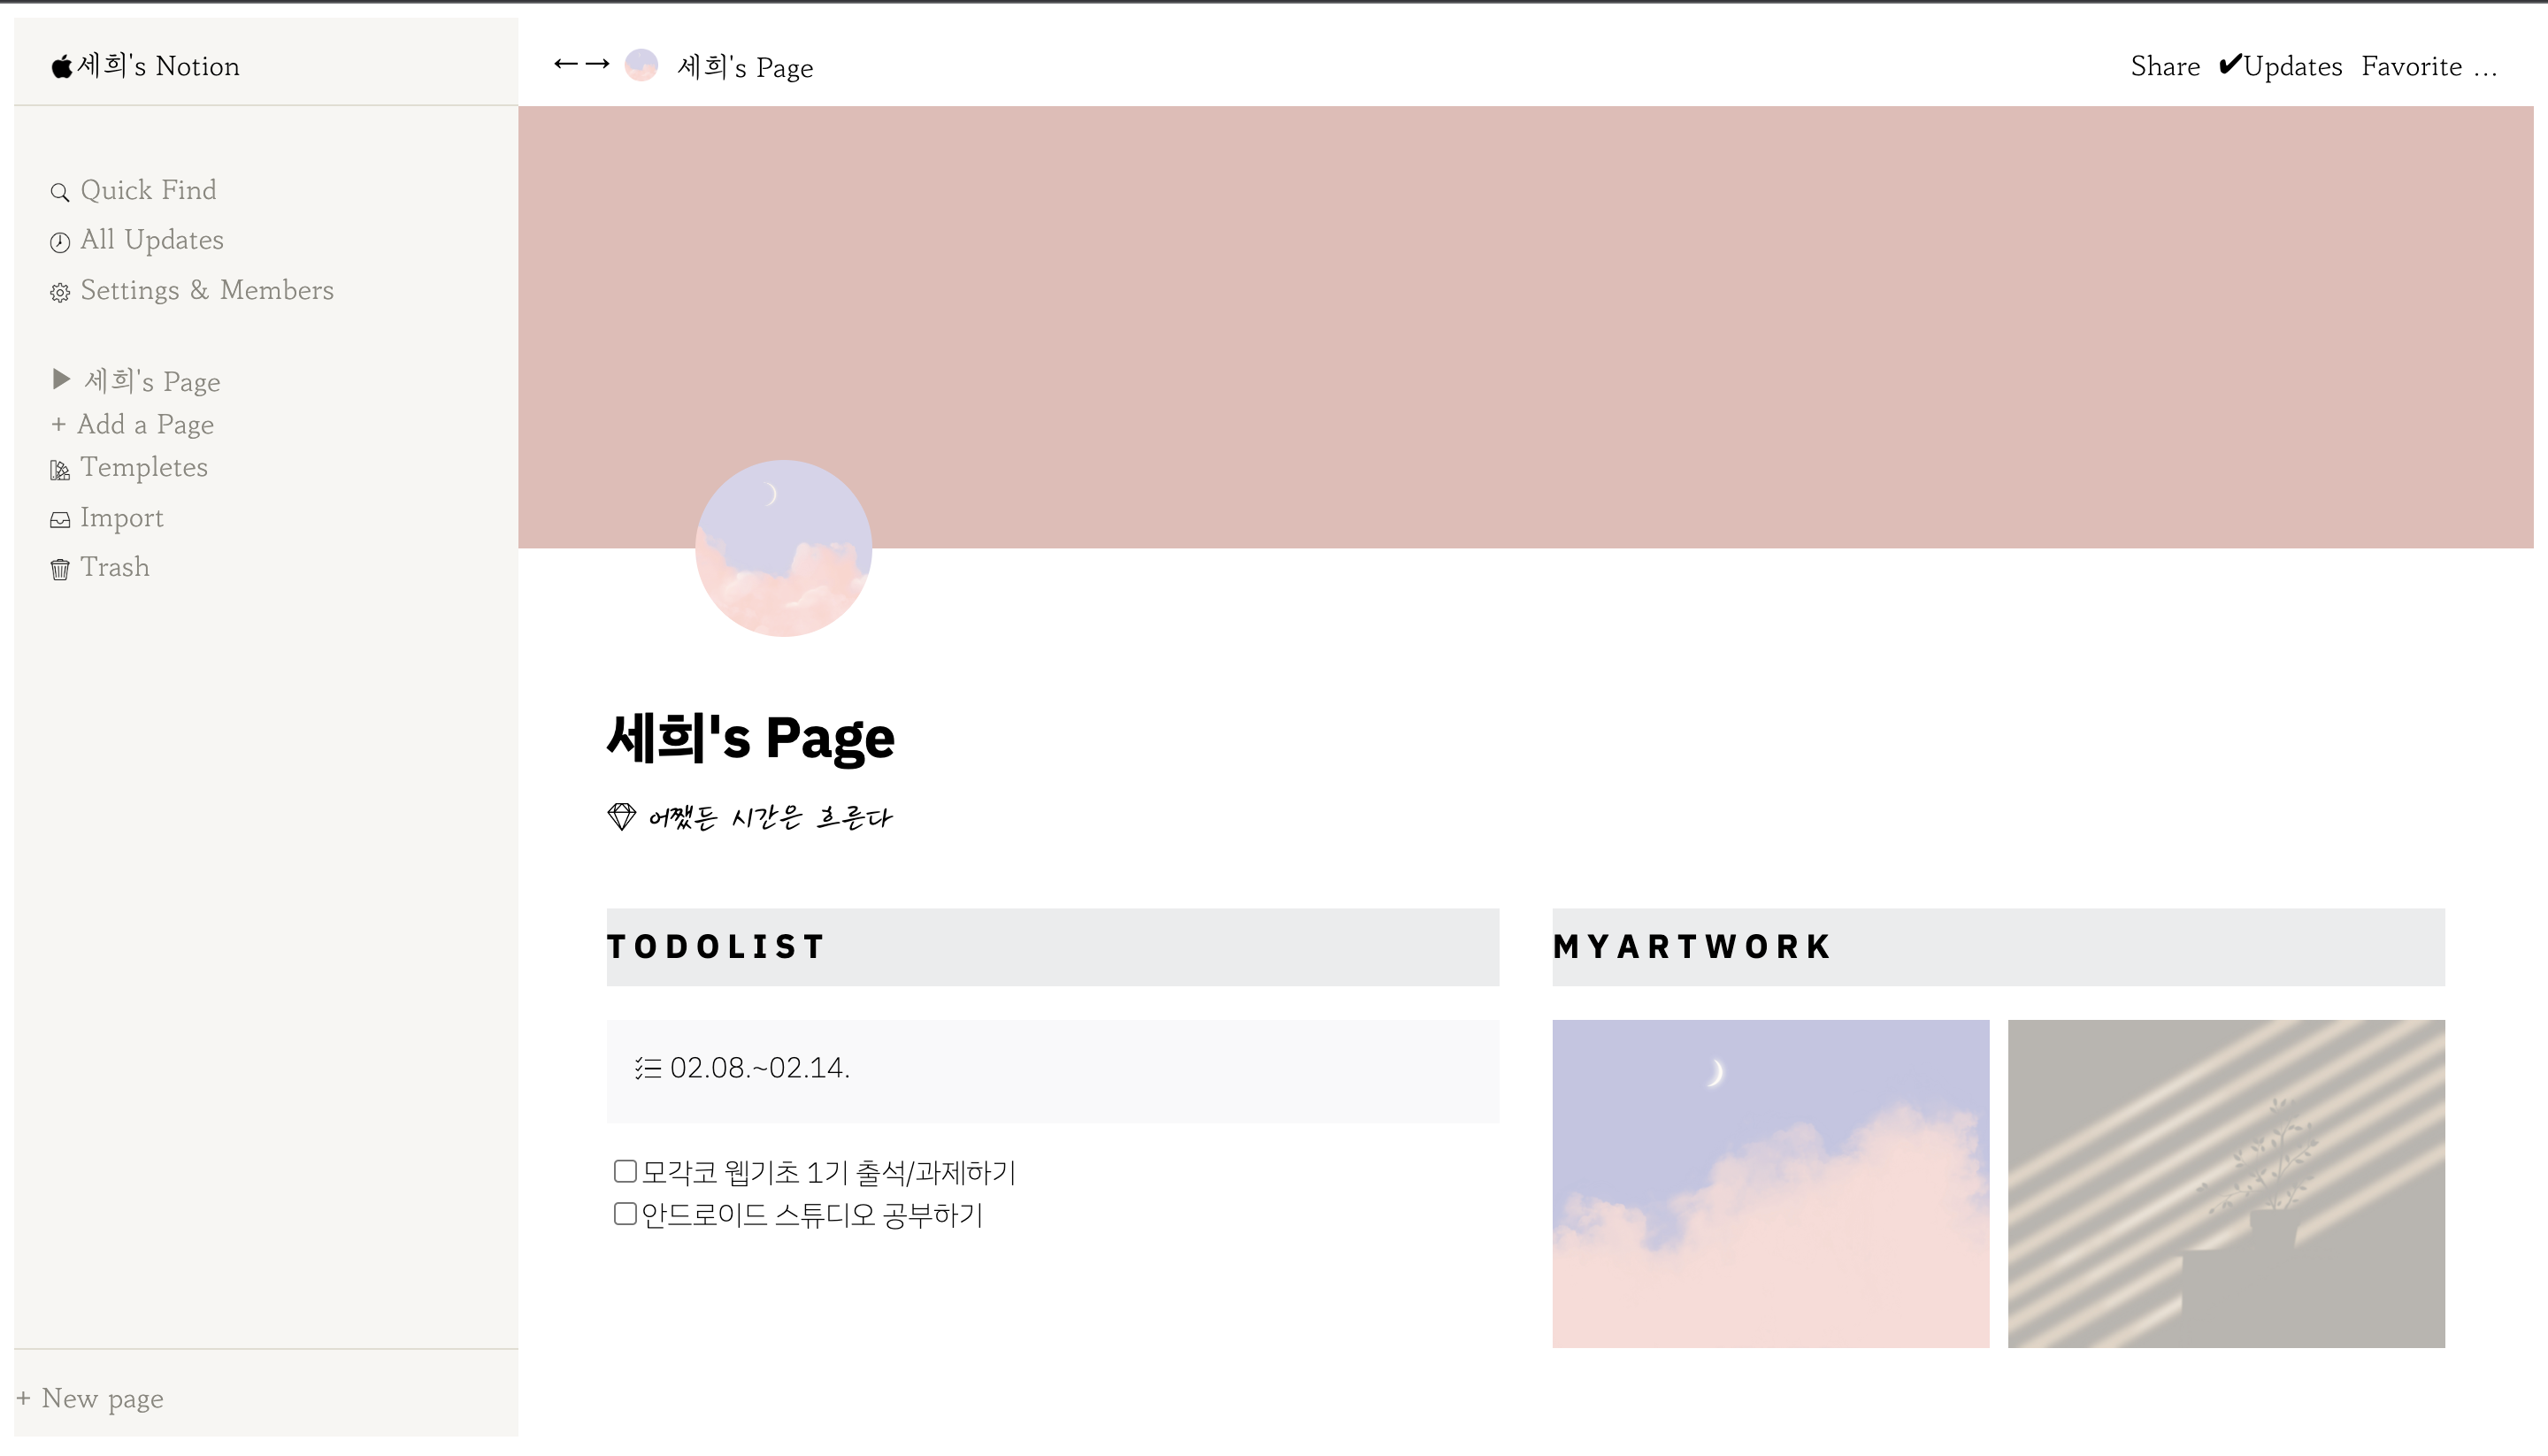 세희's Notion
← → 세희's Page
Share ✔Updates Favorite ...
Quick Find
All Updates
Settings & Members
▶ 세희's Page
+ Add a Page
Templetes
Import
Trash
세희's Page
어쨌든 시간은 흐른다
TODOLIST
02.08.~02.14.
모각코 웹기초 1기 출석/과제하기
안드로이드 스튜디오 공부하기
MYARTWORK
+ New page